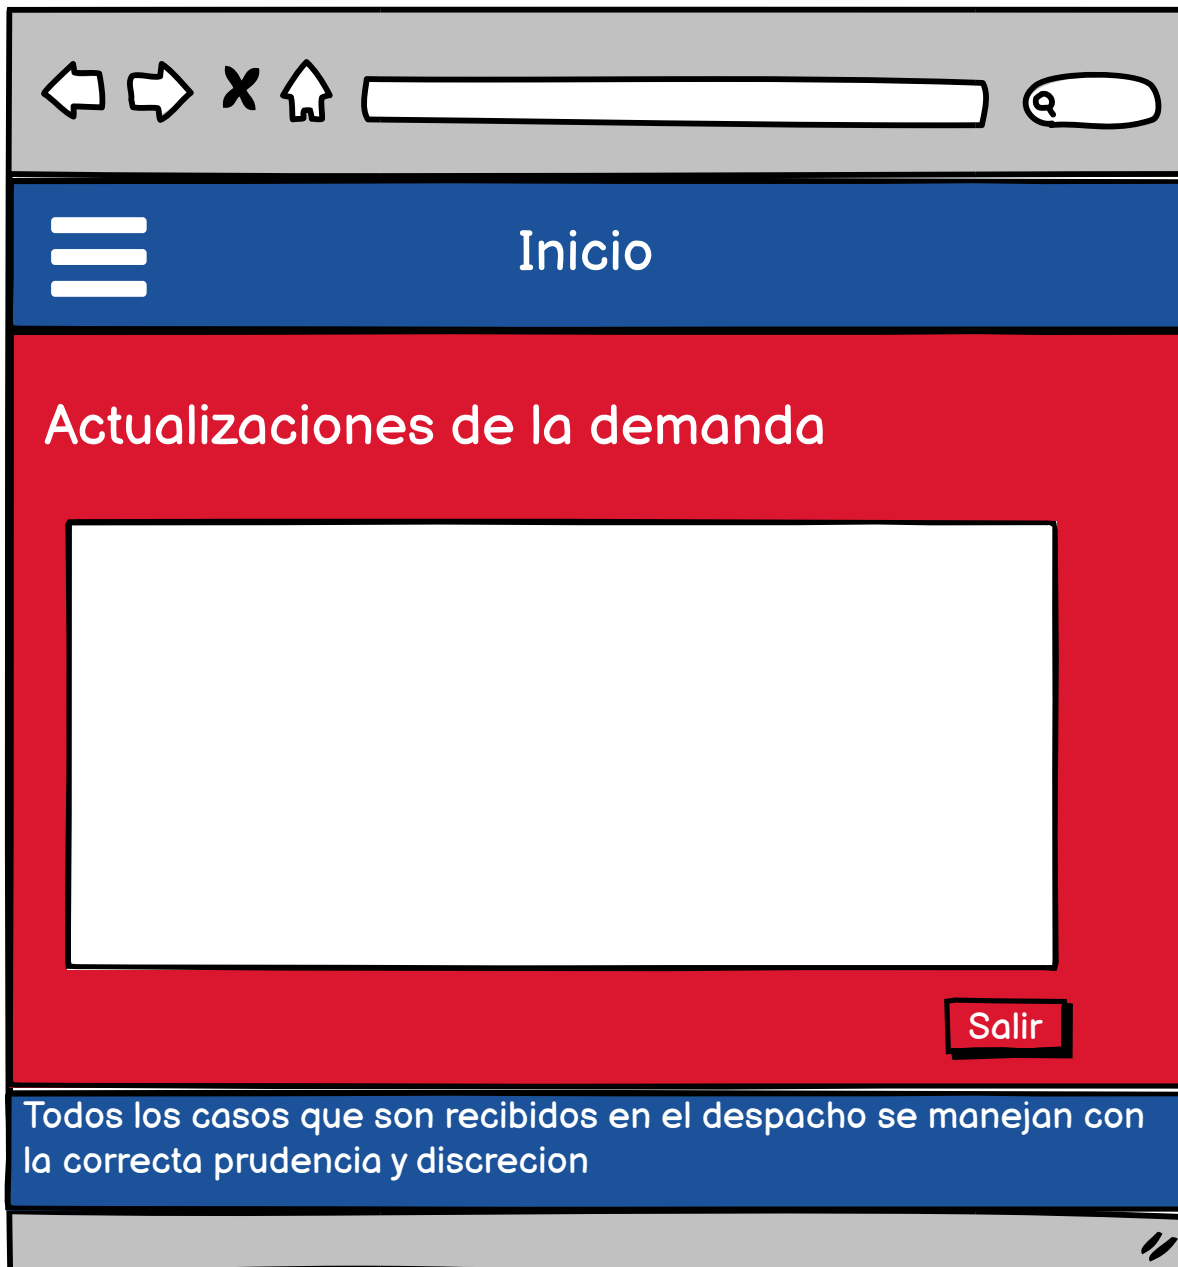 Inicio
Actualizaciones de la demanda
Salir
Todos los casos que son recibidos en el despacho se manejan con
la correcta prudencia y discrecion